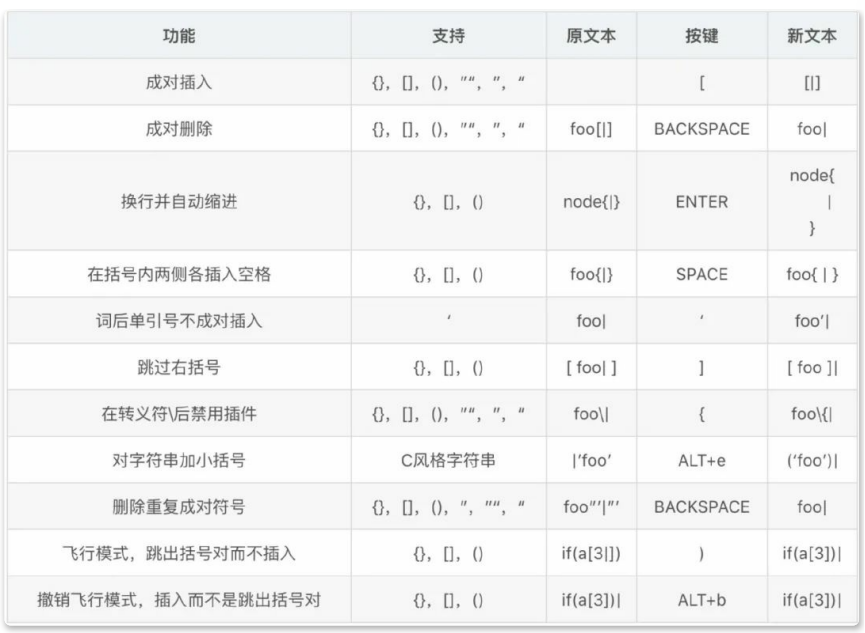 功能 支持 原文本 按键 新文本
成对插入 {}, [], (), "“, ”, “ [ [|]
成对删除 {}, [], (), "“, ”, “ foo[|] BACKSPACE foo|
换行并自动缩进 {}, [], () node{|} ENTER node{
|
}
在括号内两侧各插入空格 {}, [], () foo{|} SPACE foo{ | }
词后单引号不成对插入 ‘ foo| ‘ foo’|
跳过右括号 {}, [], () [ foo| ] ] [ foo ]|
在转义符\后禁用插件 {}, [], (), "“, ”, “ foo\| { foo\{|
对字符串加小括号 C风格字符串 |’foo’ ALT+e (‘foo’)|
删除重复成对符号 {}, [], (), ”, "“, “ foo"’|"’ BACKSPACE foo|
飞行模式，跳出括号对而不插入 {}, [], () if(a[3|]) ) if(a[3])|
撤销飞行模式，插入而不是跳出括号对 {}, [], () if(a[3])| ALT+b if(a[3])|